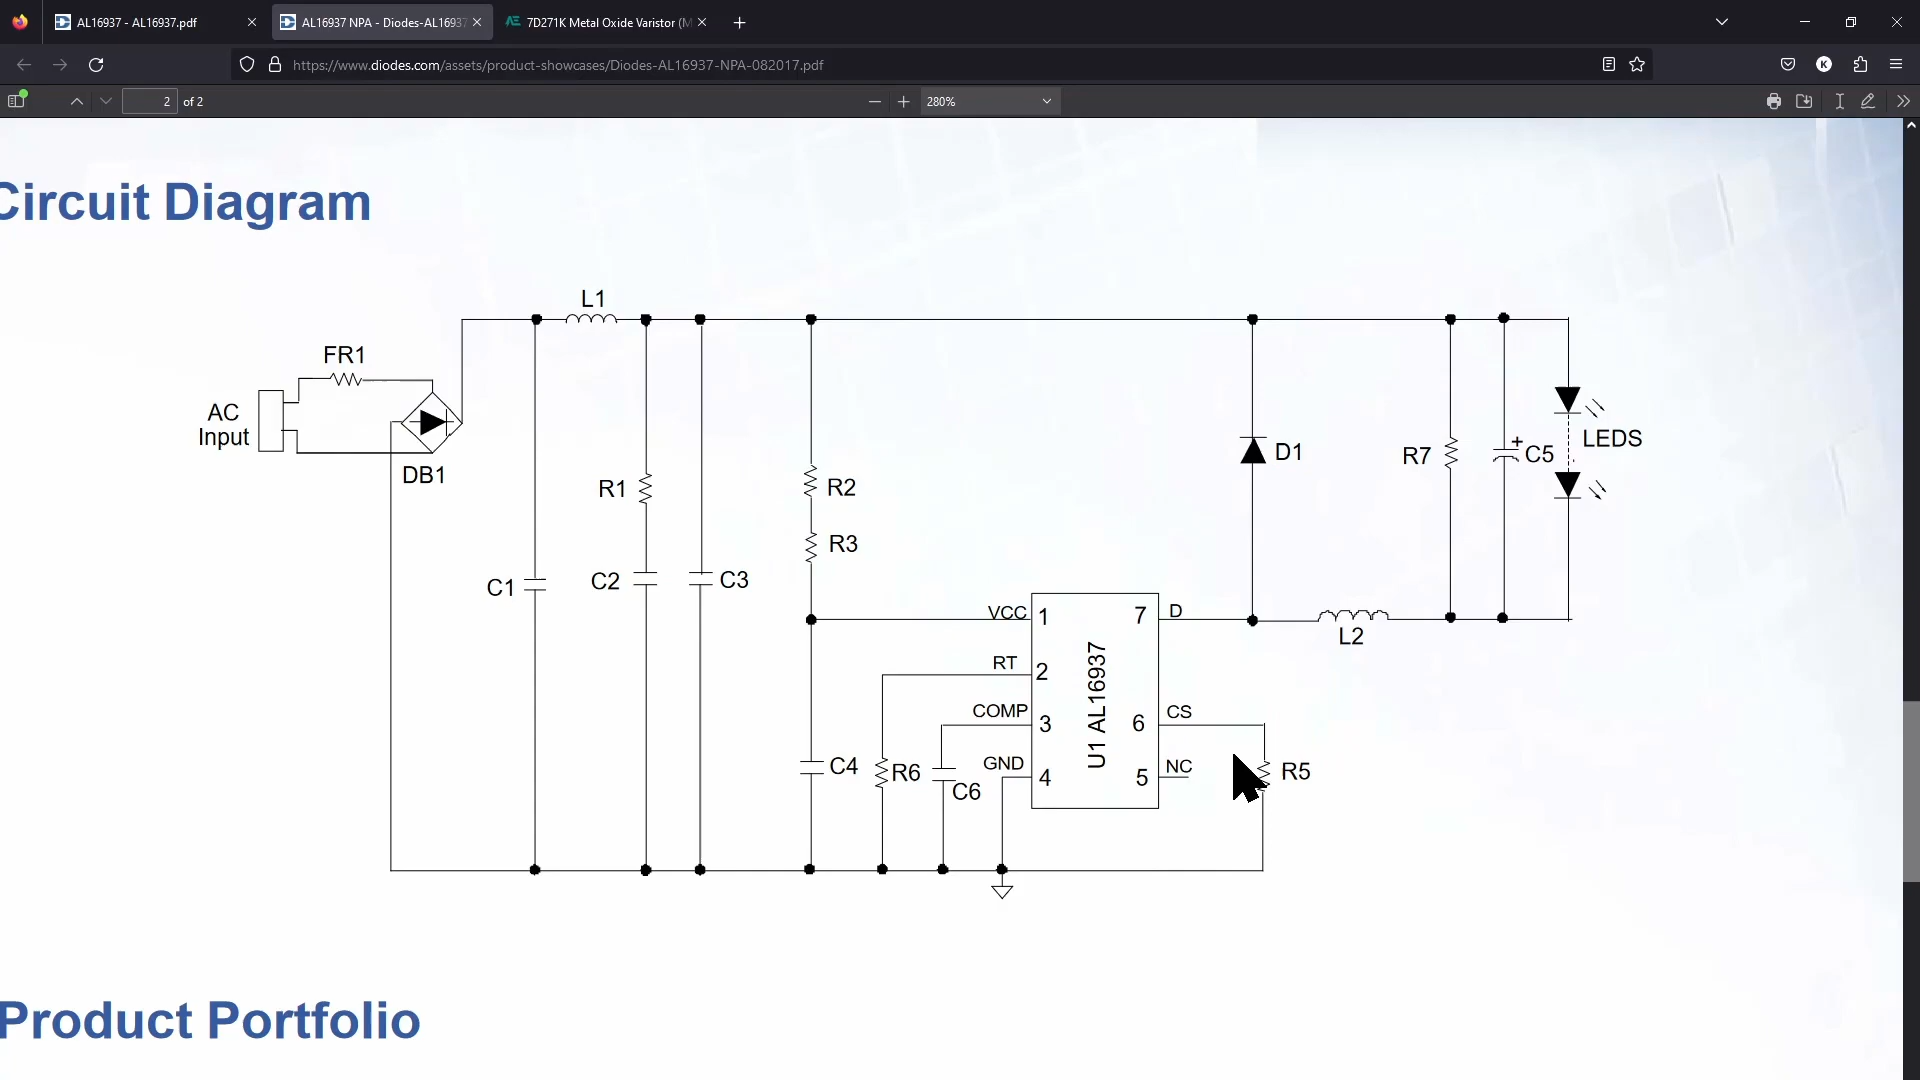 AL16937 - AL16937.pdf
AL16937 NPA - Diodes-AL16937
AE 7D271K Metal Oxide Varistor (M
https://www.diodes.com/assets/product-showcases/Diodes-AL16937-NPA-082017.pdf
K
2 of 2
280%
Circuit Diagram
L1
FR1
AC
Input
DB1
D1
R7
+
C5
LEDS
R1
R2
R3
C1
C2
C3
VCC 1
7 D
L2
RT 2
COMP 3
U1 AL16937
6 CS
GND 4
5 NC
C4
R6
C6
R5
Product Portfolio